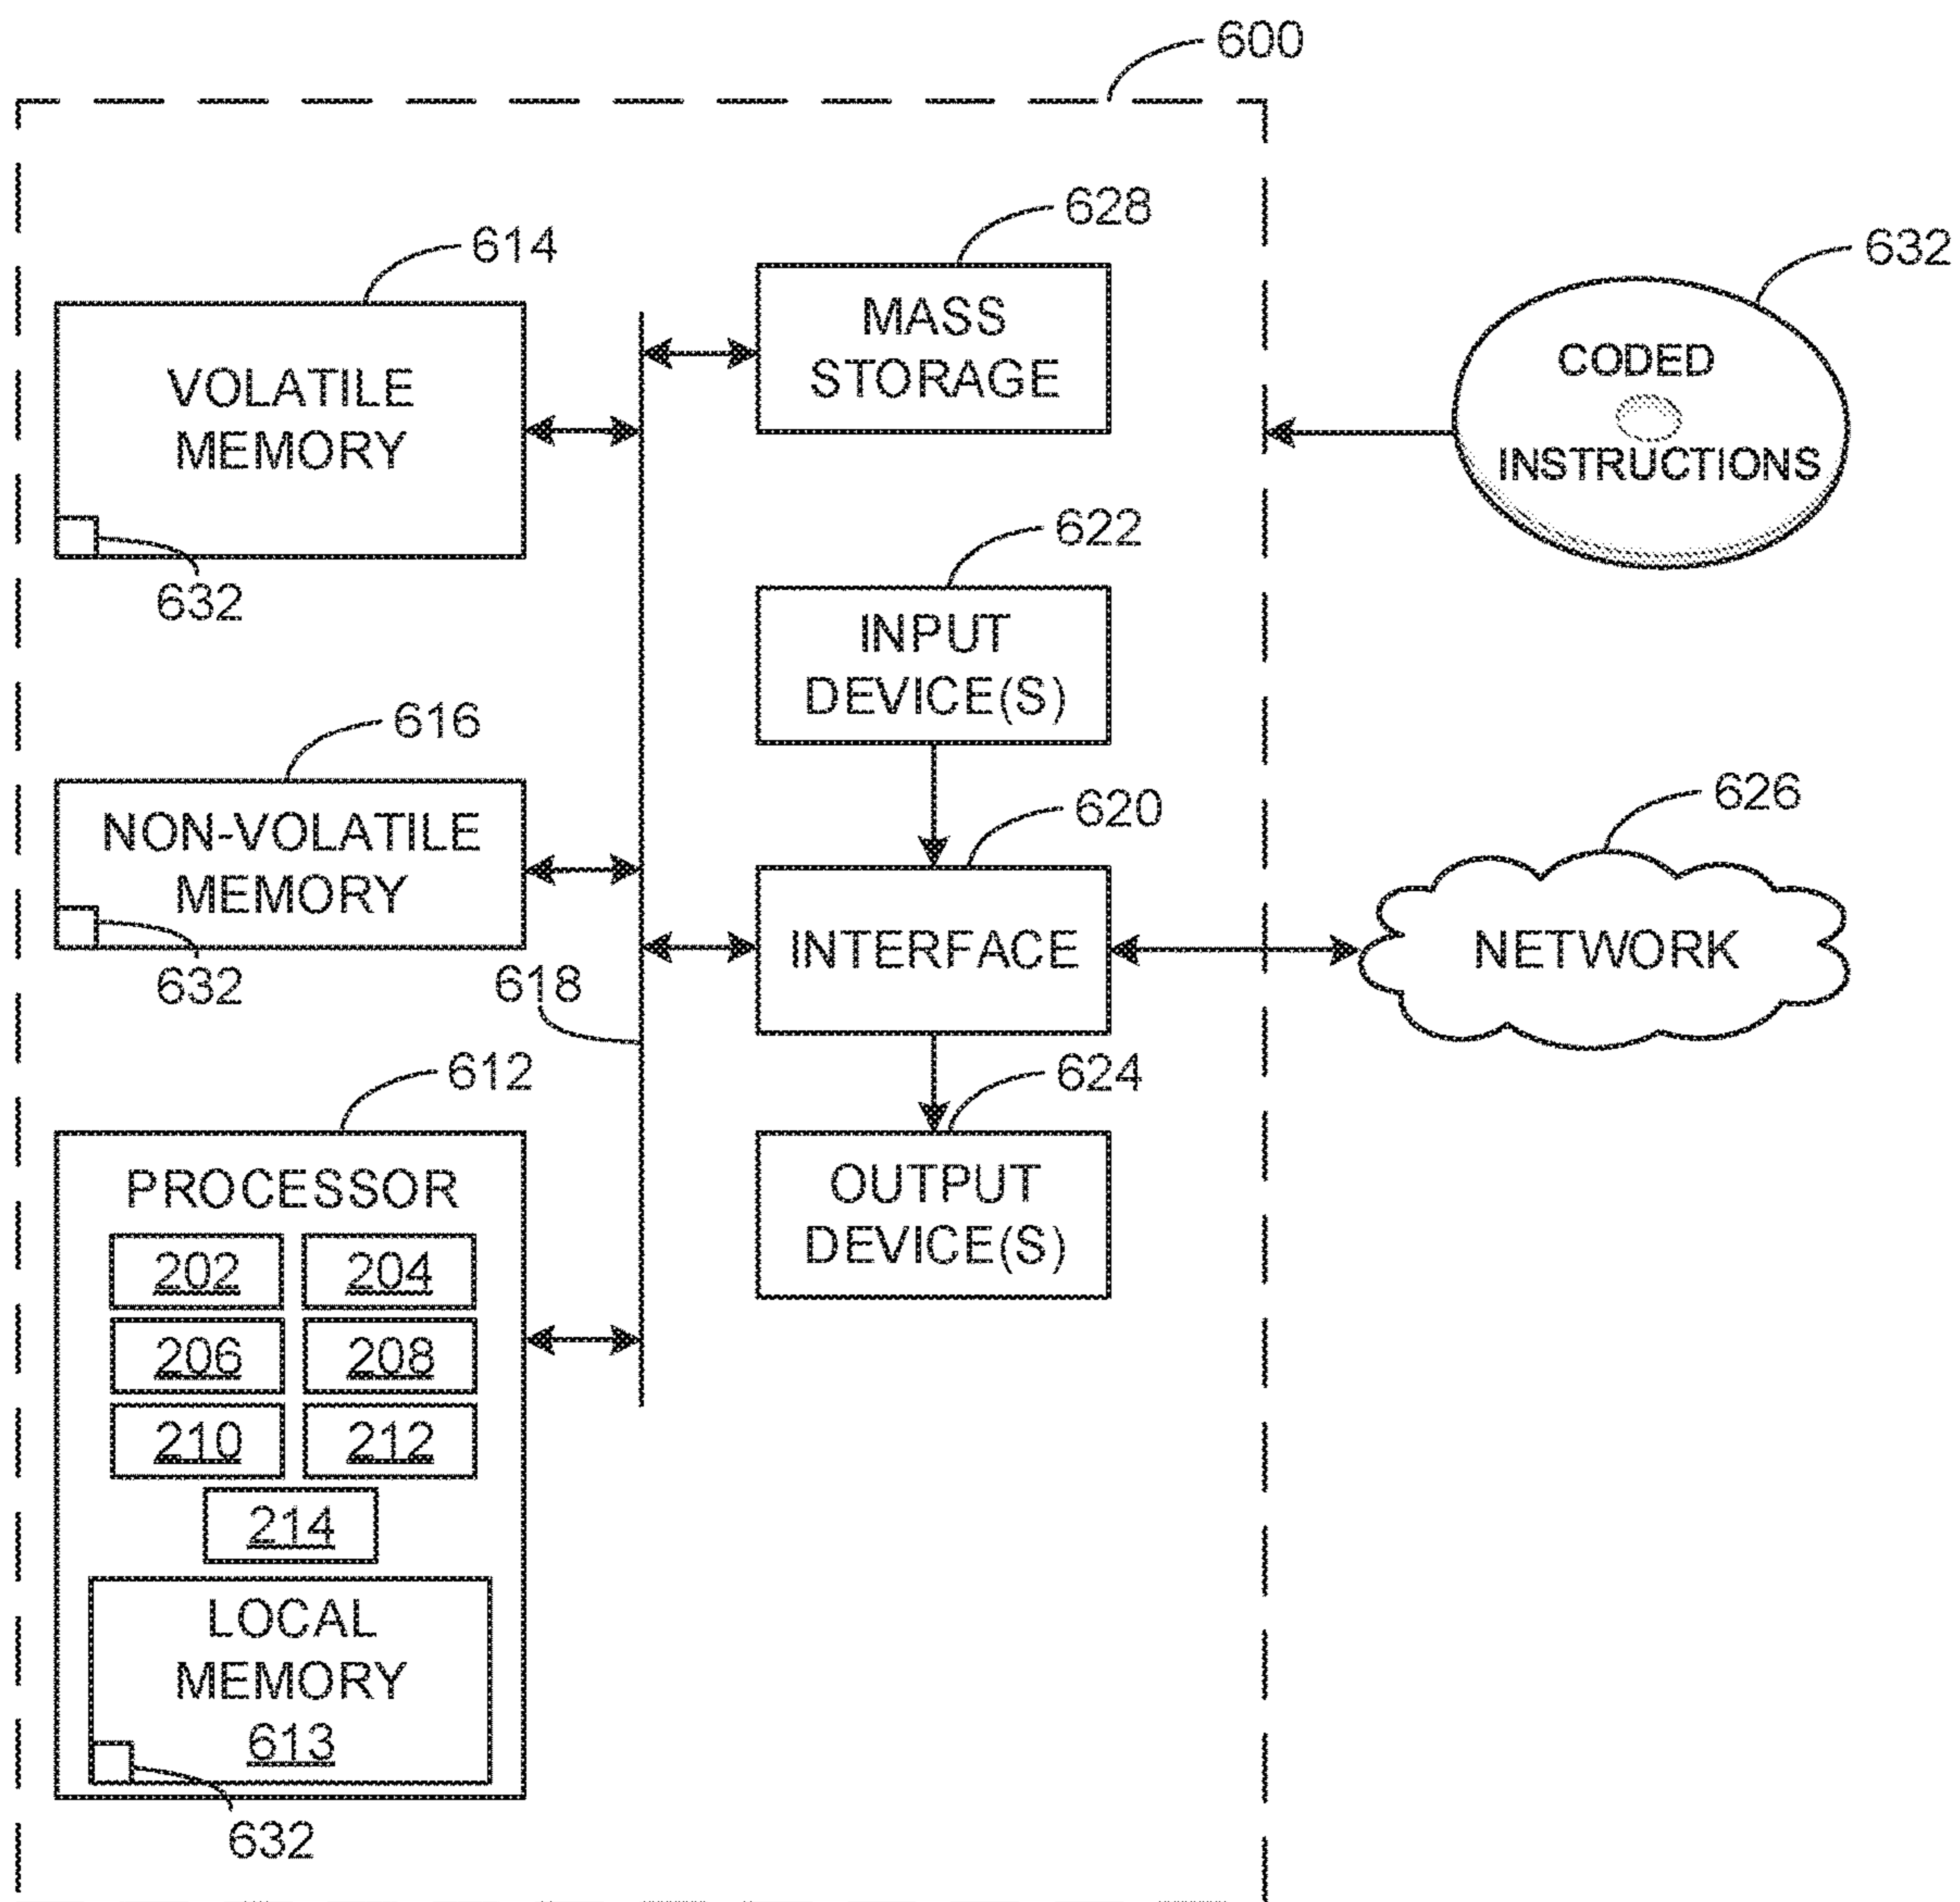 600
628
614
632
MASS
STORAGE
VOLATILE
MEMORY
CODED
INSTRUCTIONS
632
622
INPUT
DEVICE(S)
616
620
626
NON-VOLATILE
MEMORY
INTERFACE
NETWORK
632
618
612
624
PROCESSOR
OUTPUT
DEVICE(S)
202
204
206
208
210
212
214
LOCAL
MEMORY
613
632